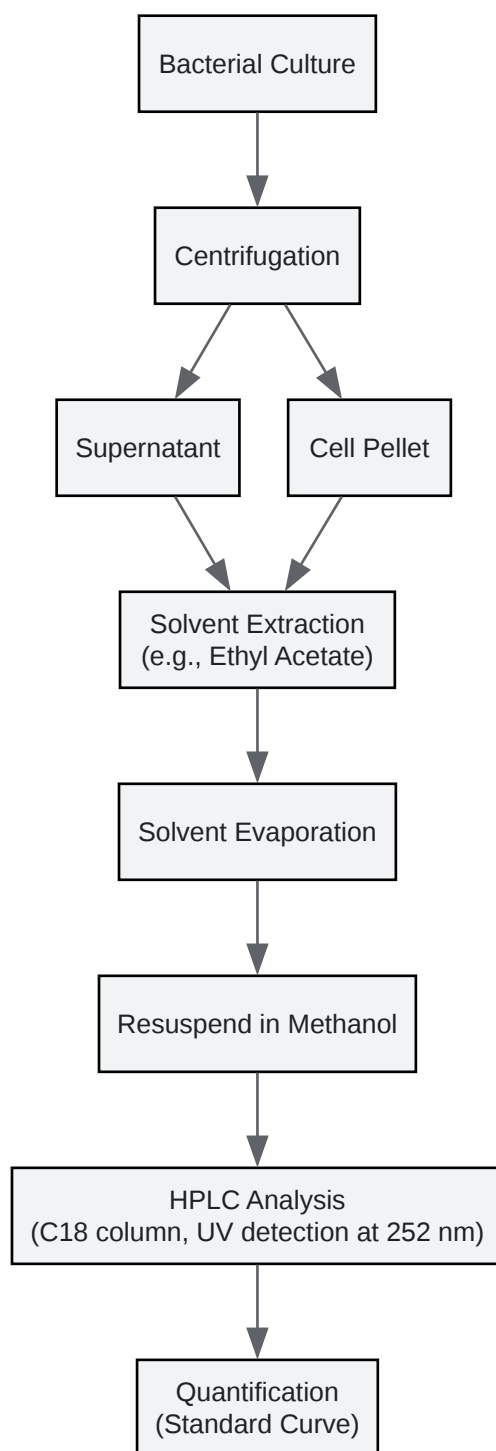 Bacterial Culture
Centrifugation
Supernatant
Cell Pellet
Solvent Extraction
(e.g., Ethyl Acetate)
Solvent Evaporation
Resuspend in Methanol
HPLC Analysis
(C18 column, UV detection at 252 nm)
Quantification
(Standard Curve)